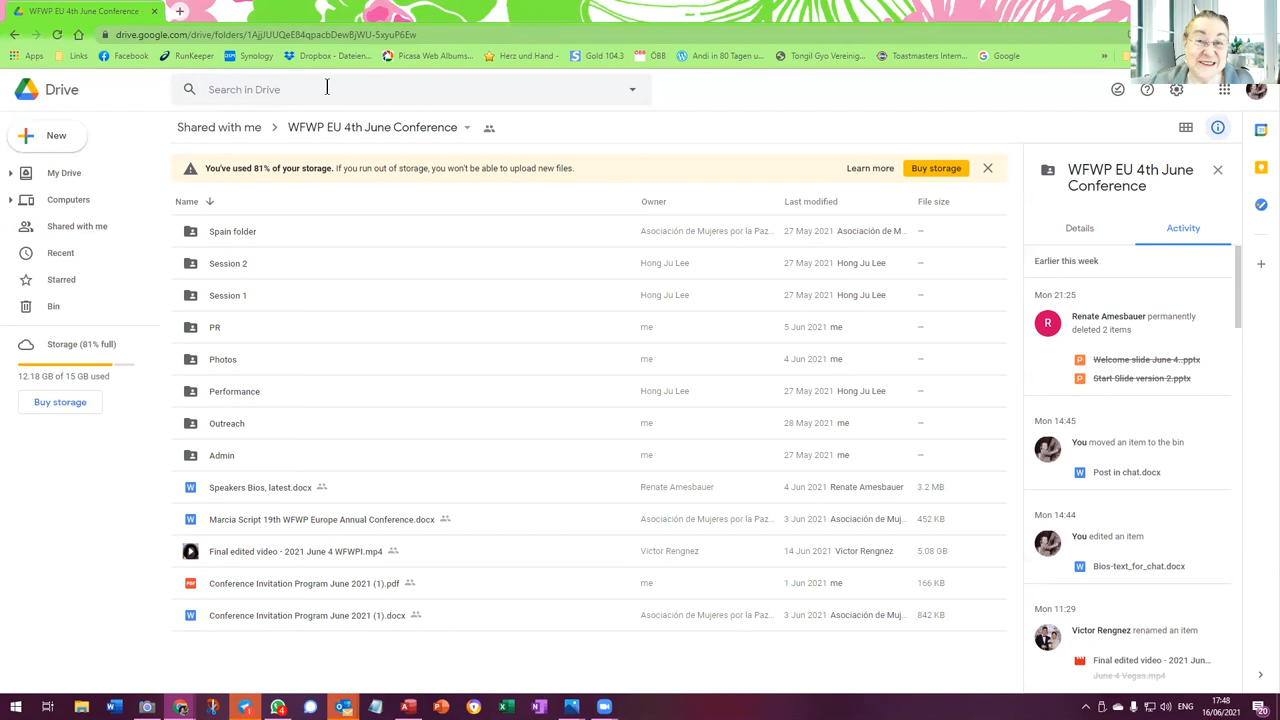 WFWP EU 4th June Conference
drive.google.com/drive/folders/1AjjJUUQeE84qpacbDewBjWU-5xyuP6Ew
Apps
Links
Facebook
RunKeeper
Synology
Dropbox - Dateien...
Picasa Web Albums...
Herz und Hand -
Gold 104.3
ÖBB
Andi in 80 Tagen u...
Tongil Gyo Vereinig...
Toastmasters Intern...
Google
Drive
Search in Drive
New
My Drive
Computers
Shared with me
Recent
Starred
Bin
Storage (81% full)
12.18 GB of 15 GB used
Buy storage
Shared with me > WFWP EU 4th June Conference
You've used 81% of your storage. If you run out of storage, you won't be able to upload new files.
Learn more
Buy storage
Name Owner Last modified File size
Spain folder Asociación de Mujeres por la Paz... 27 May 2021 Asociación de M... —
Session 2 Hong Ju Lee 27 May 2021 Hong Ju Lee —
Session 1 Hong Ju Lee 27 May 2021 Hong Ju Lee —
PR me 5 Jun 2021 me —
Photos me 4 Jun 2021 me —
Performance Hong Ju Lee 27 May 2021 Hong Ju Lee —
Outreach me 28 May 2021 me —
Admin me 27 May 2021 me —
Speakers Bios, latest.docx Renate Amesbauer 4 Jun 2021 Renate Amesbauer 3.2 MB
Marcia Script 19th WFWP Europe Annual Conference.docx Asociación de Mujeres por la Paz... 3 Jun 2021 Asociación de Muj... 452 KB
Final edited video - 2021 June 4 WFWPI.mp4 Victor Rengnez 14 Jun 2021 Victor Rengnez 5.08 GB
Conference Invitation Program June 2021 (1).pdf me 1 Jun 2021 me 166 KB
Conference Invitation Program June 2021 (1).docx Asociación de Mujeres por la Paz... 3 Jun 2021 Asociación de Muj... 842 KB
WFWP EU 4th June
Conference
Details
Activity
Earlier this week
Mon 21:25
R
Renate Amesbauer permanently
deleted 2 items
Welcome slide June 4..pptx
Start Slide version 2.pptx
Mon 14:45
You moved an item to the bin
Post in chat.docx
Mon 14:44
You edited an item
Bios-text_for_chat.docx
Mon 11:29
Victor Rengnez renamed an item
Final edited video - 2021 Jun...
June 4 Vegas.mp4
ENG
17:48
16/06/2021
20